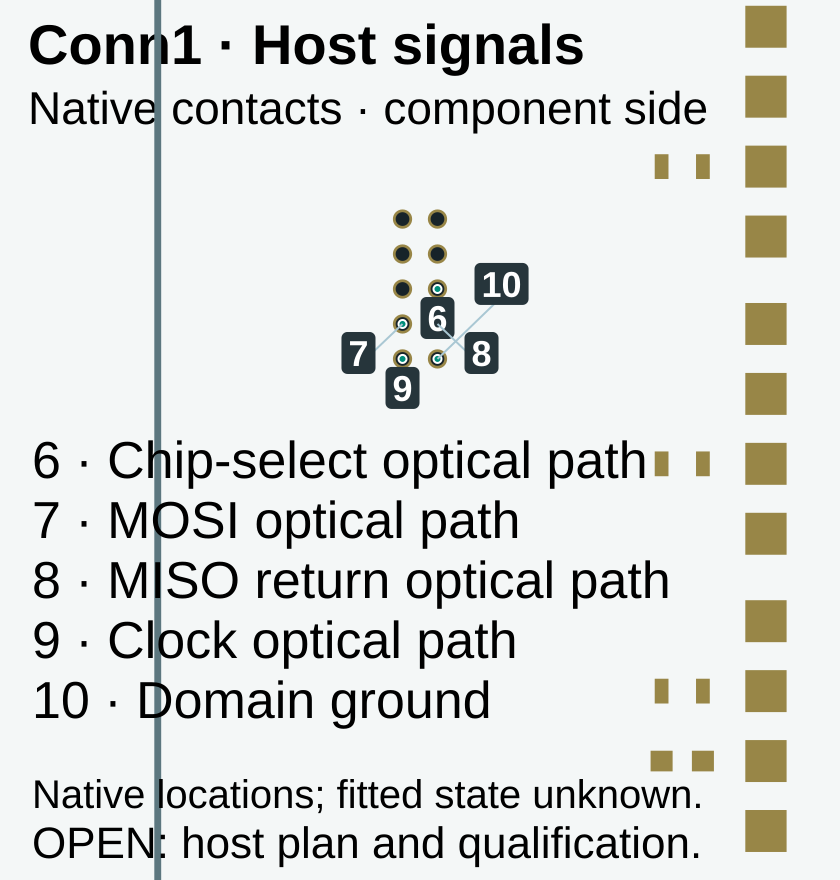 Conn1 · Host signals
Native contacts · component side
10
6
7
8
9
6 · Chip-select optical path
7 · MOSI optical path
8 · MISO return optical path
9 · Clock optical path
10 · Domain ground
Native locations; fitted state unknown.
OPEN: host plan and qualification.